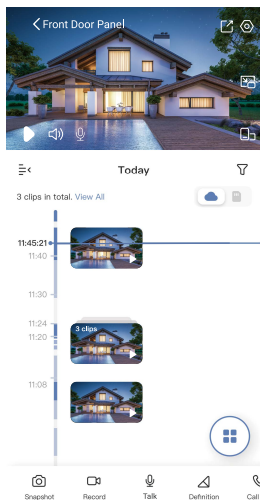 Front Door Panel
Today
3 clips in total. View All
11:45:21
11:40
11:30
11:24
3 clips
11:20
11:08
Snapshot
Record
Talk
Definition
Call